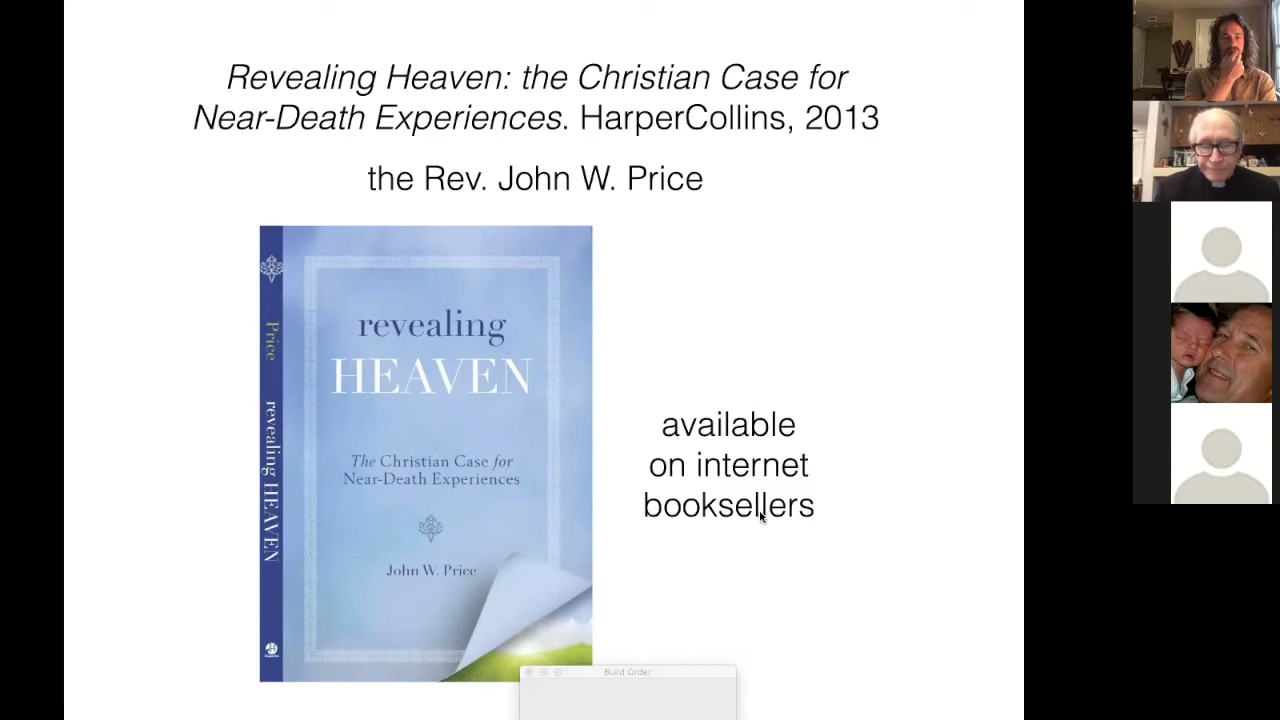 Revealing Heaven: the Christian Case for
Near-Death Experiences. HarperCollins, 2013
the Rev. John W. Price
Price
revealing HEAVEN
revealing
HEAVEN
The Christian Case for
Near-Death Experiences
John W. Price
available
on internet
booksellers
Build Order